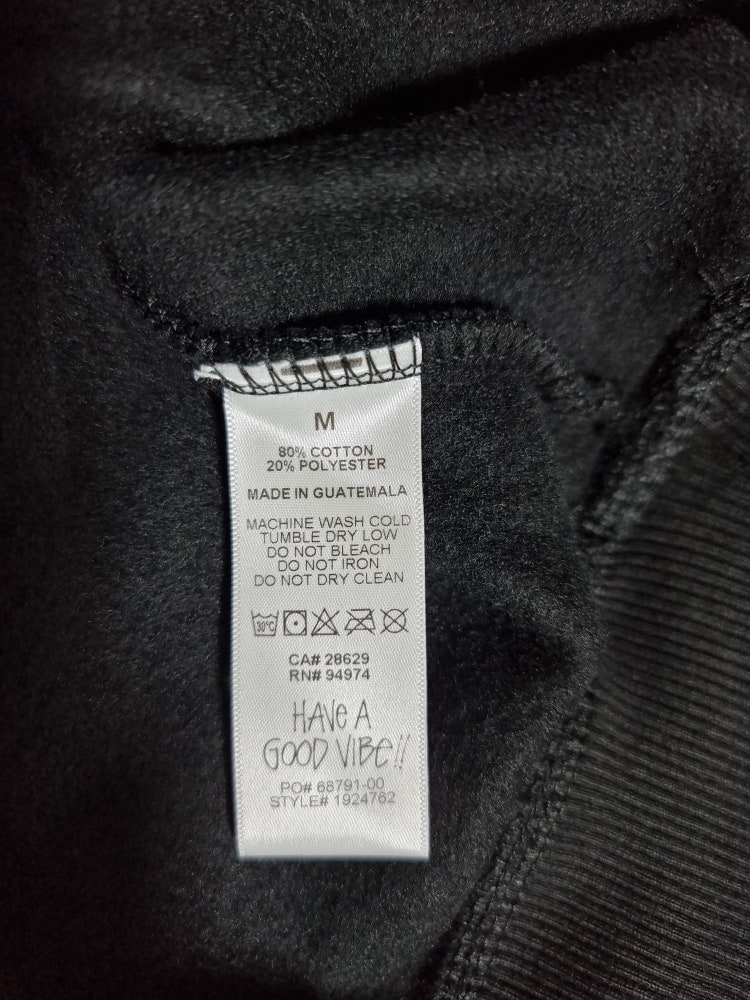 M
80% COTTON
20% POLYESTER
MADE IN GUATEMALA
MACHINE WASH COLD
TUMBLE DRY LOW
DO NOT BLEACH
DO NOT IRON
DO NOT DRY CLEAN
30°C
CA# 28629
RN# 94974
HAVE A
GOOD VIBE!!
PO# 68791-00
STYLE# 1924762